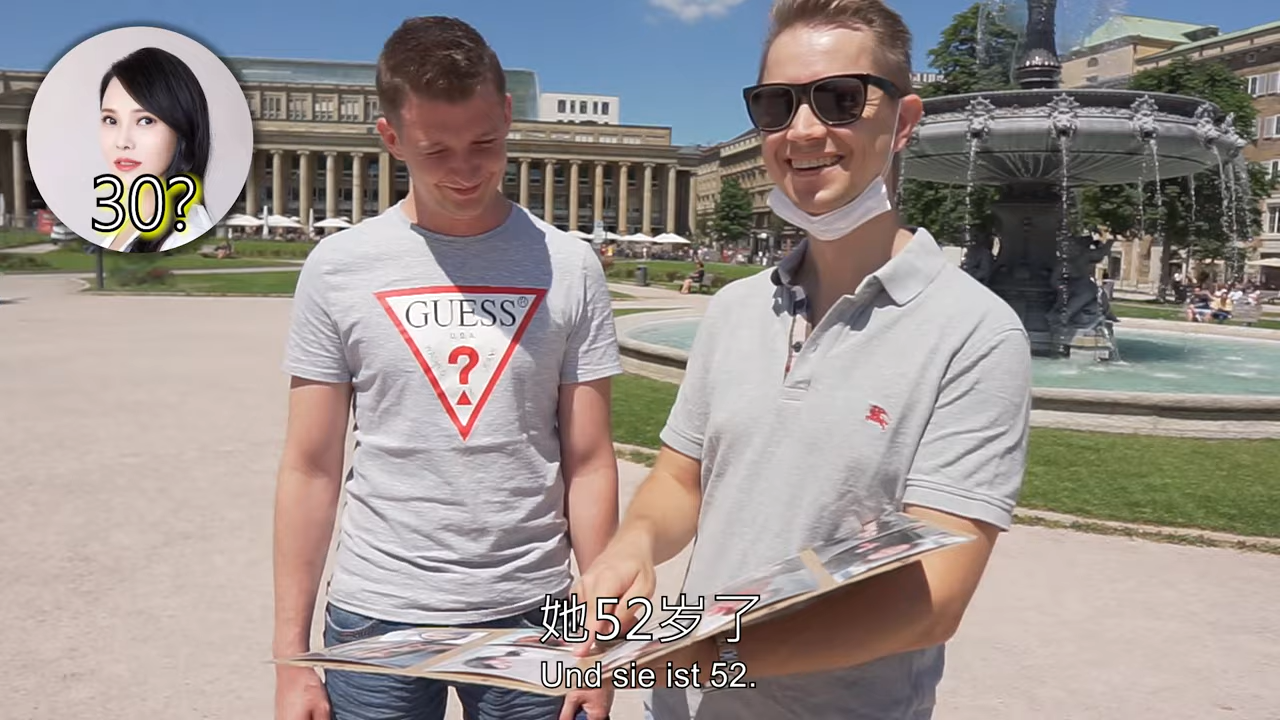 30?
GUESS®
U.S.A.
?
她52岁了
Und sie ist 52.